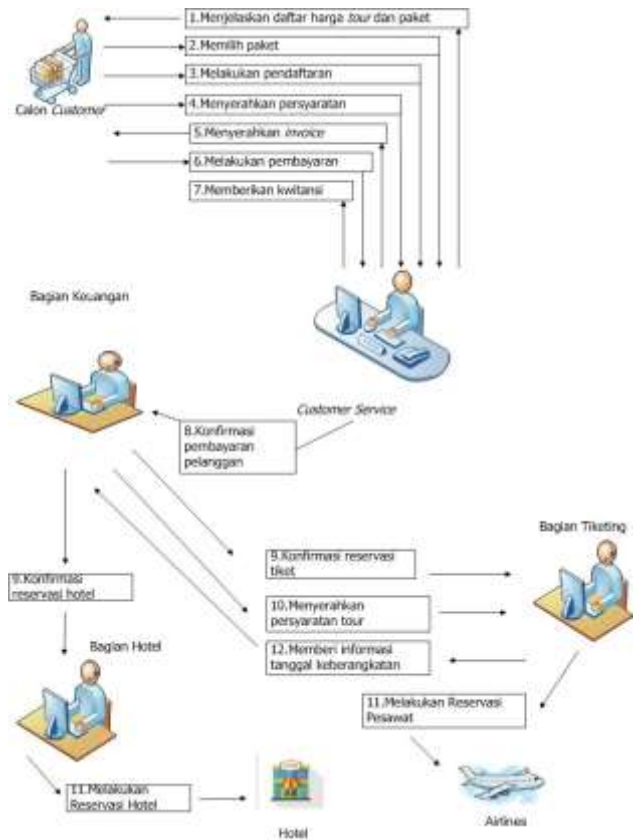 1.Menjelaskan daftar harga tour dan paket
2.Memilih paket
3.Melakukan pendaftaran
Calon Customer
4.Menyerahkan persyaratan
5.Menyerahkan invoice
6.Melakukan pembayaran
7.Memberikan kwitansi
Bagian Keuangan
Customer Service
8.Konfirmasi
pembayaran
pelanggan
Bagian Tiketing
9.Konfirmasi reservasi
tiket
9.Konfirmasi
reservasi hotel
10.Menyerahkan
persyaratan tour
12.Memberi informasi
tanggal keberangkatan
Bagian Hotel
11.Melakukan Reservasi
Pesawat
11.Melakukan
Reservasi Hotel
Hotel
Airlines